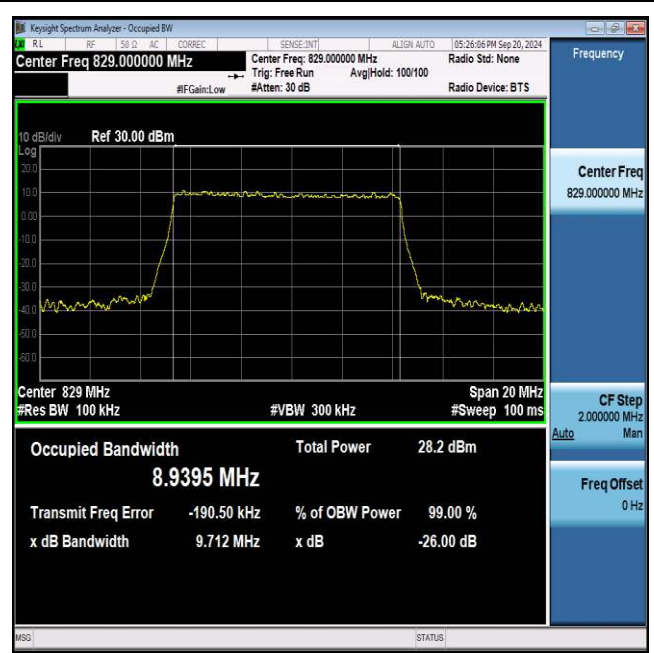 Keysight Spectrum Analyzer - Occupied BW
RL RF 50 Ω AC CORREC SENSE:INT ALIGN AUTO 05:26:06 PM Sep 20, 2024
Center Freq 829.000000 MHz Center Freq: 829.000000 MHz Radio Std: None
Trig: Free Run Avg|Hold: 100/100
#IFGain:Low #Atten: 30 dB Radio Device: BTS
10 dB/div Ref 30.00 dBm
Log
20.0
10.0
0.00
-10.0
-20.0
-30.0
-40.0
-50.0
-60.0
Center 829 MHz Span 20 MHz
#Res BW 100 kHz #VBW 300 kHz #Sweep 100 ms
Occupied Bandwidth Total Power 28.2 dBm
8.9395 MHz
Transmit Freq Error -190.50 kHz % of OBW Power 99.00 %
x dB Bandwidth 9.712 MHz x dB -26.00 dB
MSG STATUS
Frequency
Center Freq
829.000000 MHz
CF Step
2.000000 MHz
Auto Man
Freq Offset
0 Hz